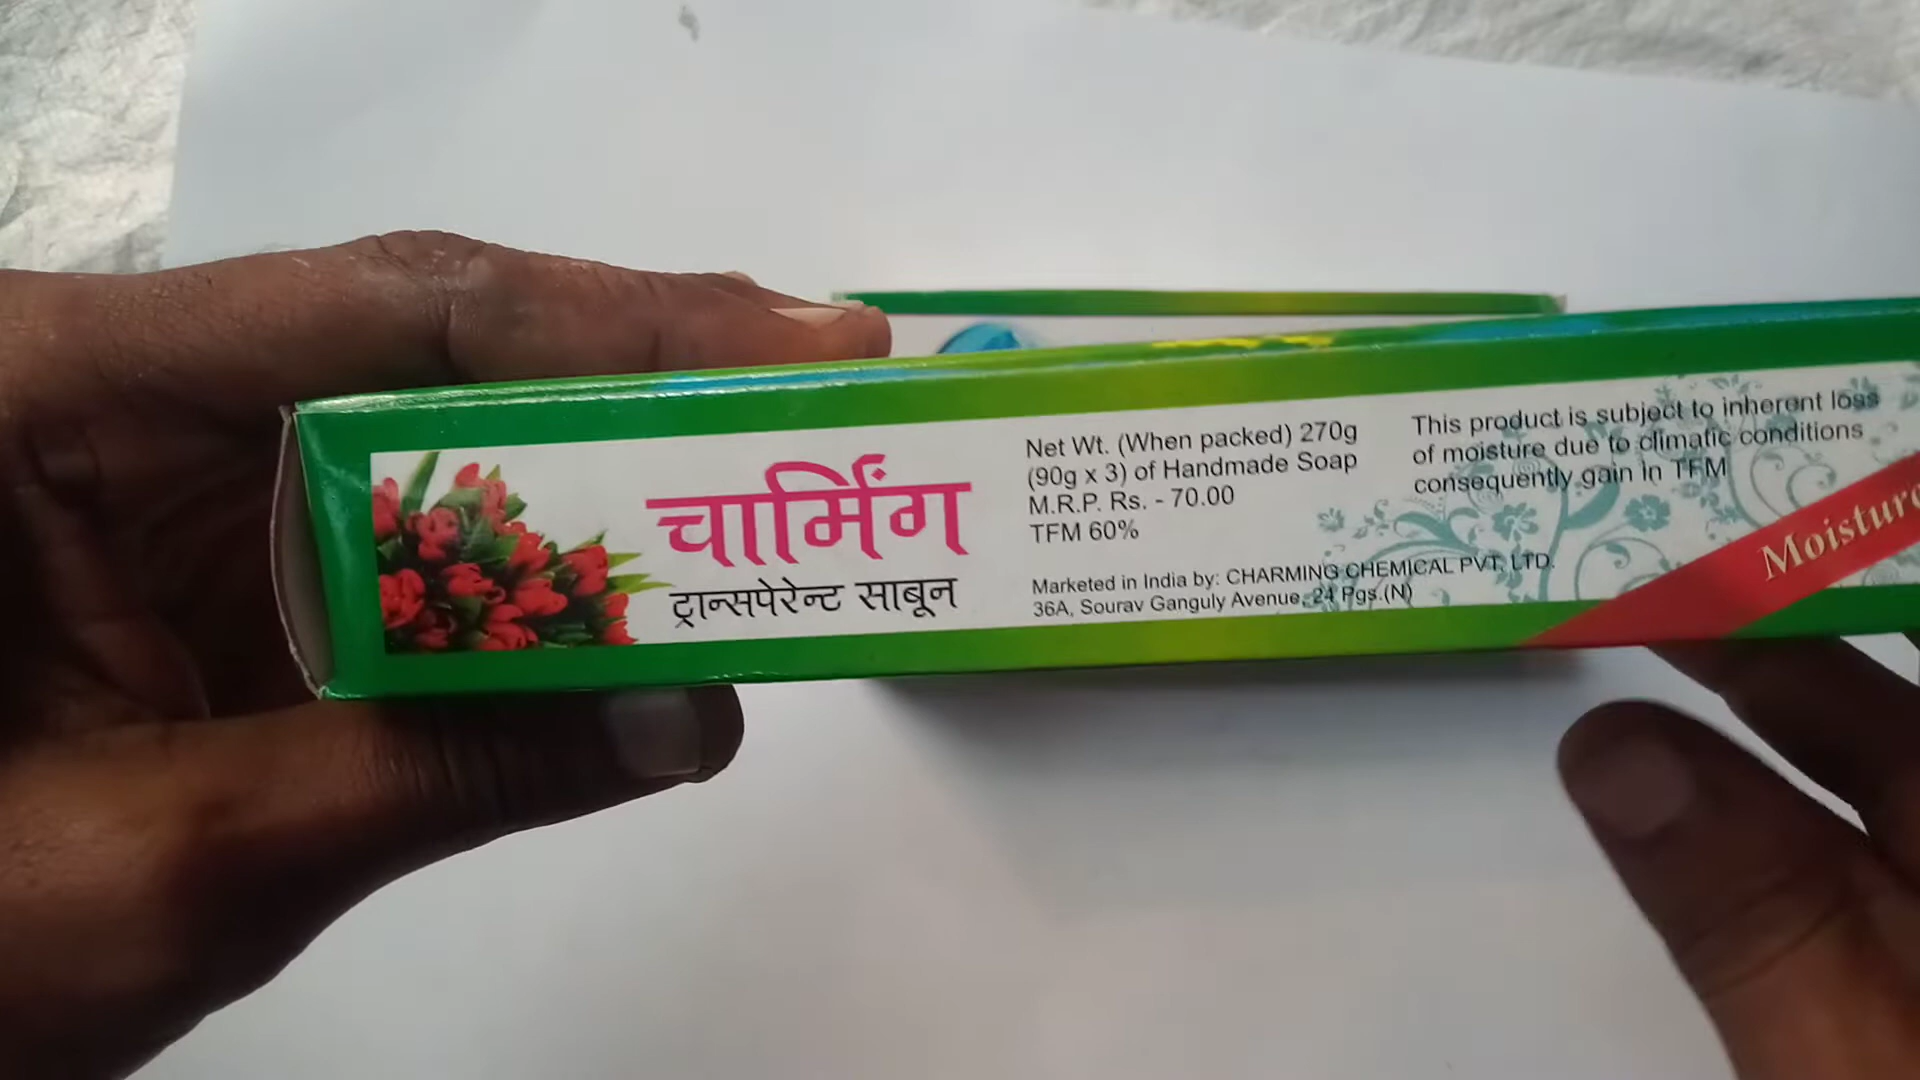 चार्मिंग
ट्रान्सपेरेन्ट साबून
Net Wt. (When packed) 270g
(90g x 3) of Handmade Soap
M.R.P. Rs. - 70.00
TFM 60%
Marketed in India by: CHARMING CHEMICAL PVT. LTD.
36A, Sourav Ganguly Avenue, 24 Pgs.(N)
This product is subject to inherent loss
of moisture due to climatic conditions
consequently gain in TFM